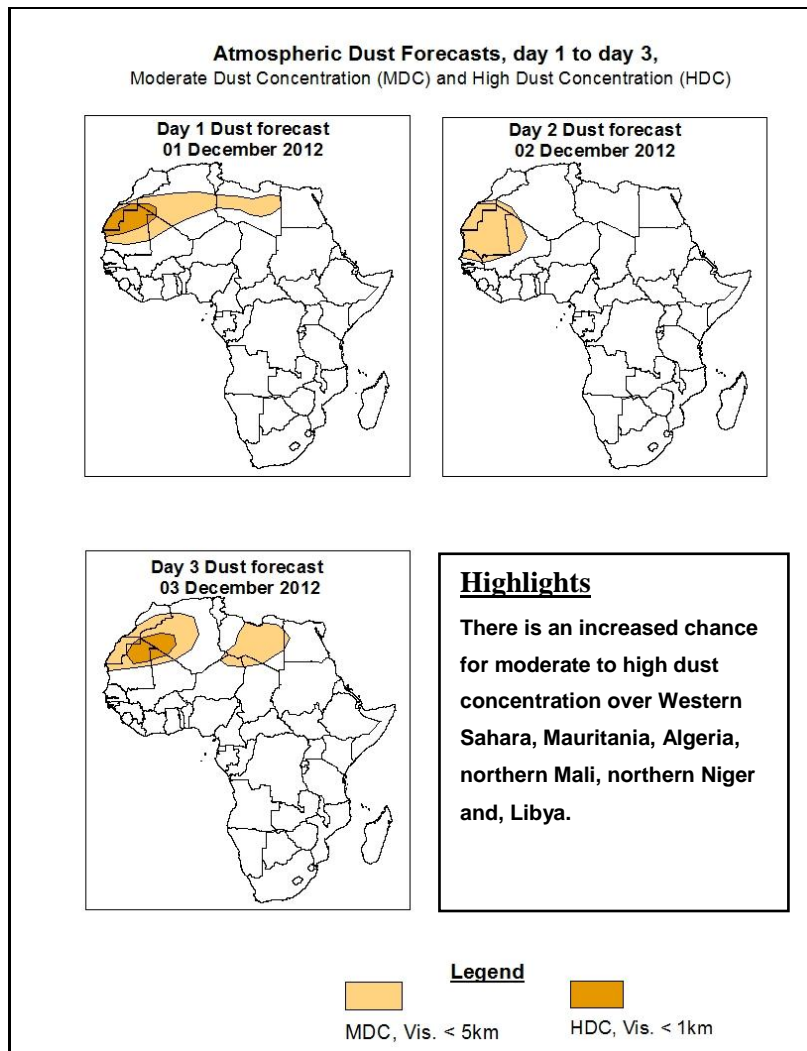 Atmospheric Dust Forecasts, day 1 to day 3,
Moderate Dust Concentration (MDC) and High Dust Concentration (HDC)
Day 1 Dust forecast
01 December 2012
Day 2 Dust forecast
02 December 2012
Day 3 Dust forecast
03 December 2012
Highlights
There is an increased chance
for moderate to high dust
concentration over Western
Sahara, Mauritania, Algeria,
northern Mali, northern Niger
and, Libya.
Legend
MDC, Vis. < 5km
HDC, Vis. < 1km